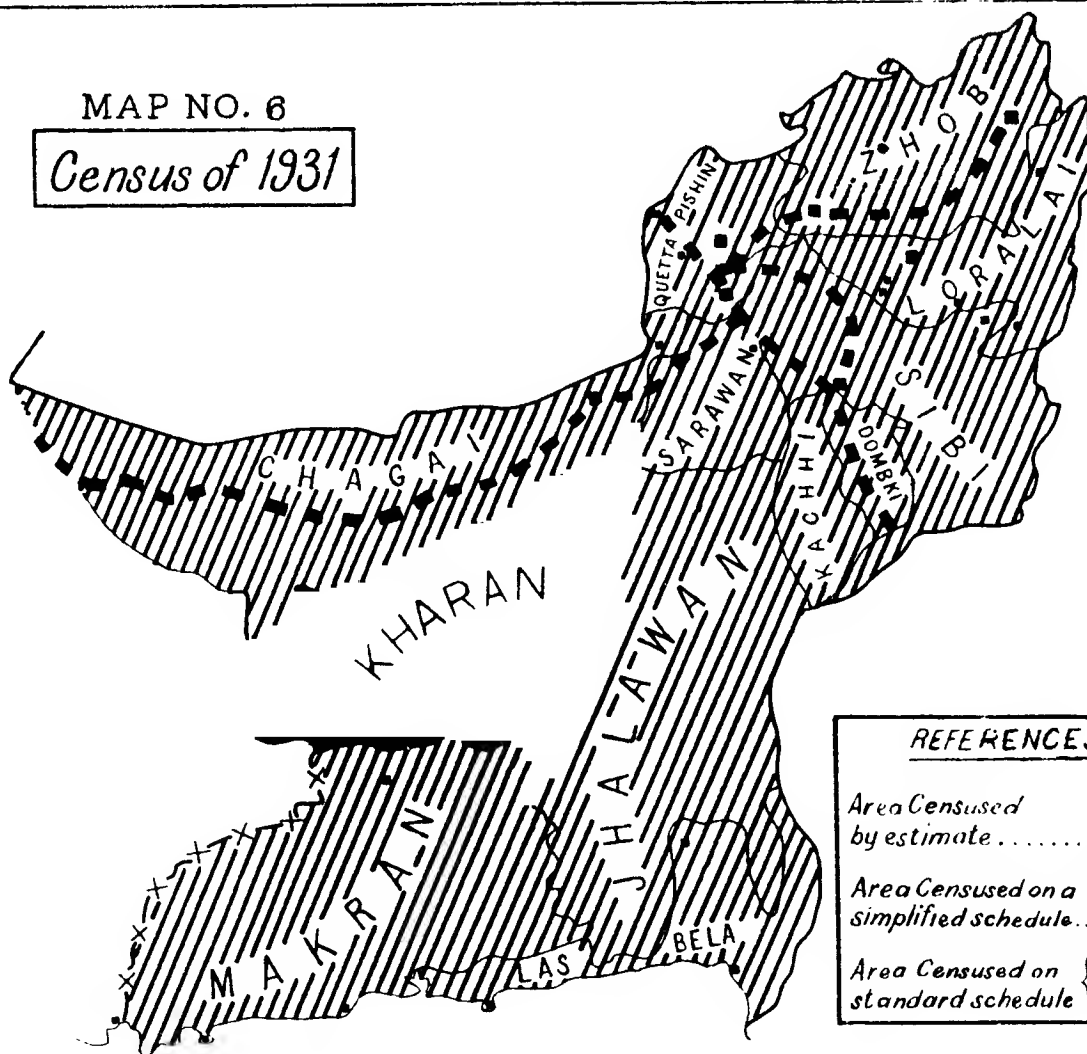 MAP NO. 6
Census of 1931
ZHOB
QUETTA PISHIN
LORALAI
SARAWAN
SIBI
DOMBKI
KACHHI
CHAGAI
KHARAN
JHALAWAN
MAKRAN
LAS BELA
REFERENCES
Area Censused
by estimate .......
Area Censused on a
simplified schedule..
Area Censused on
standard schedule {